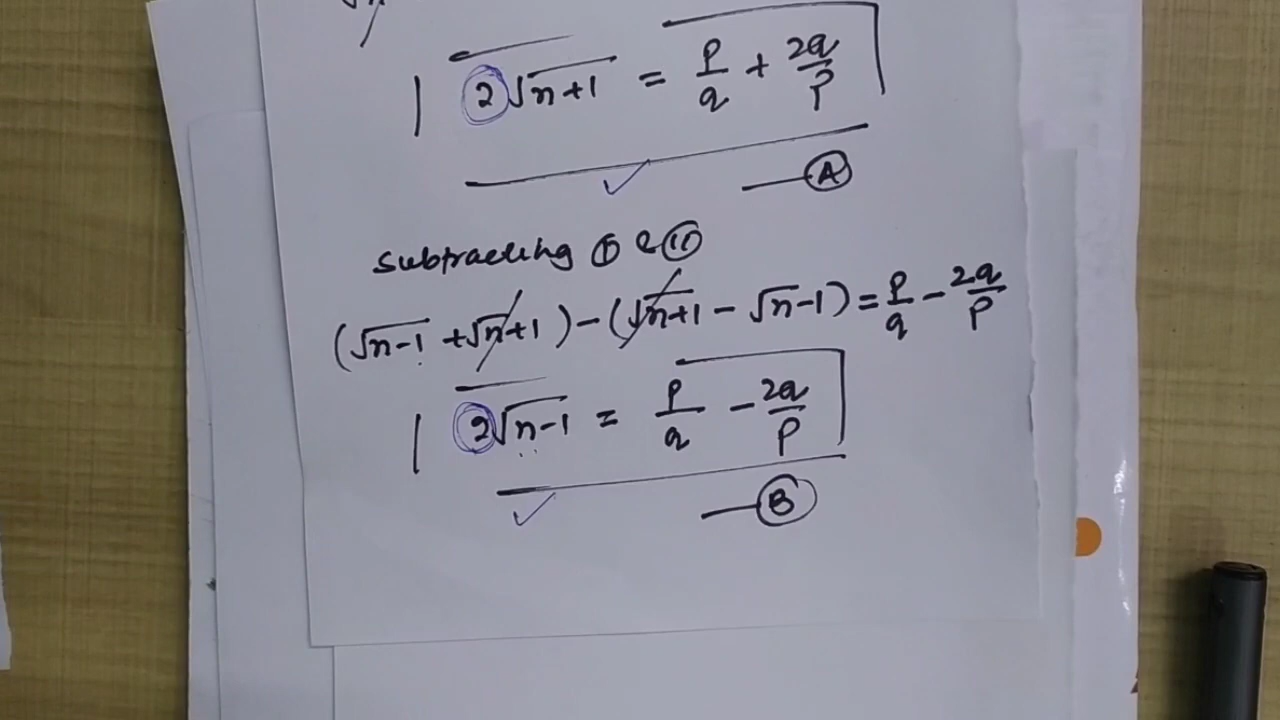 2√n+1 = p/q + 2q/p
A
subtracting I & II
(√n-1 + √n+1) - (√n+1 - √n-1) = p/q - 2q/p
2√n-1 = p/q - 2q/p
B